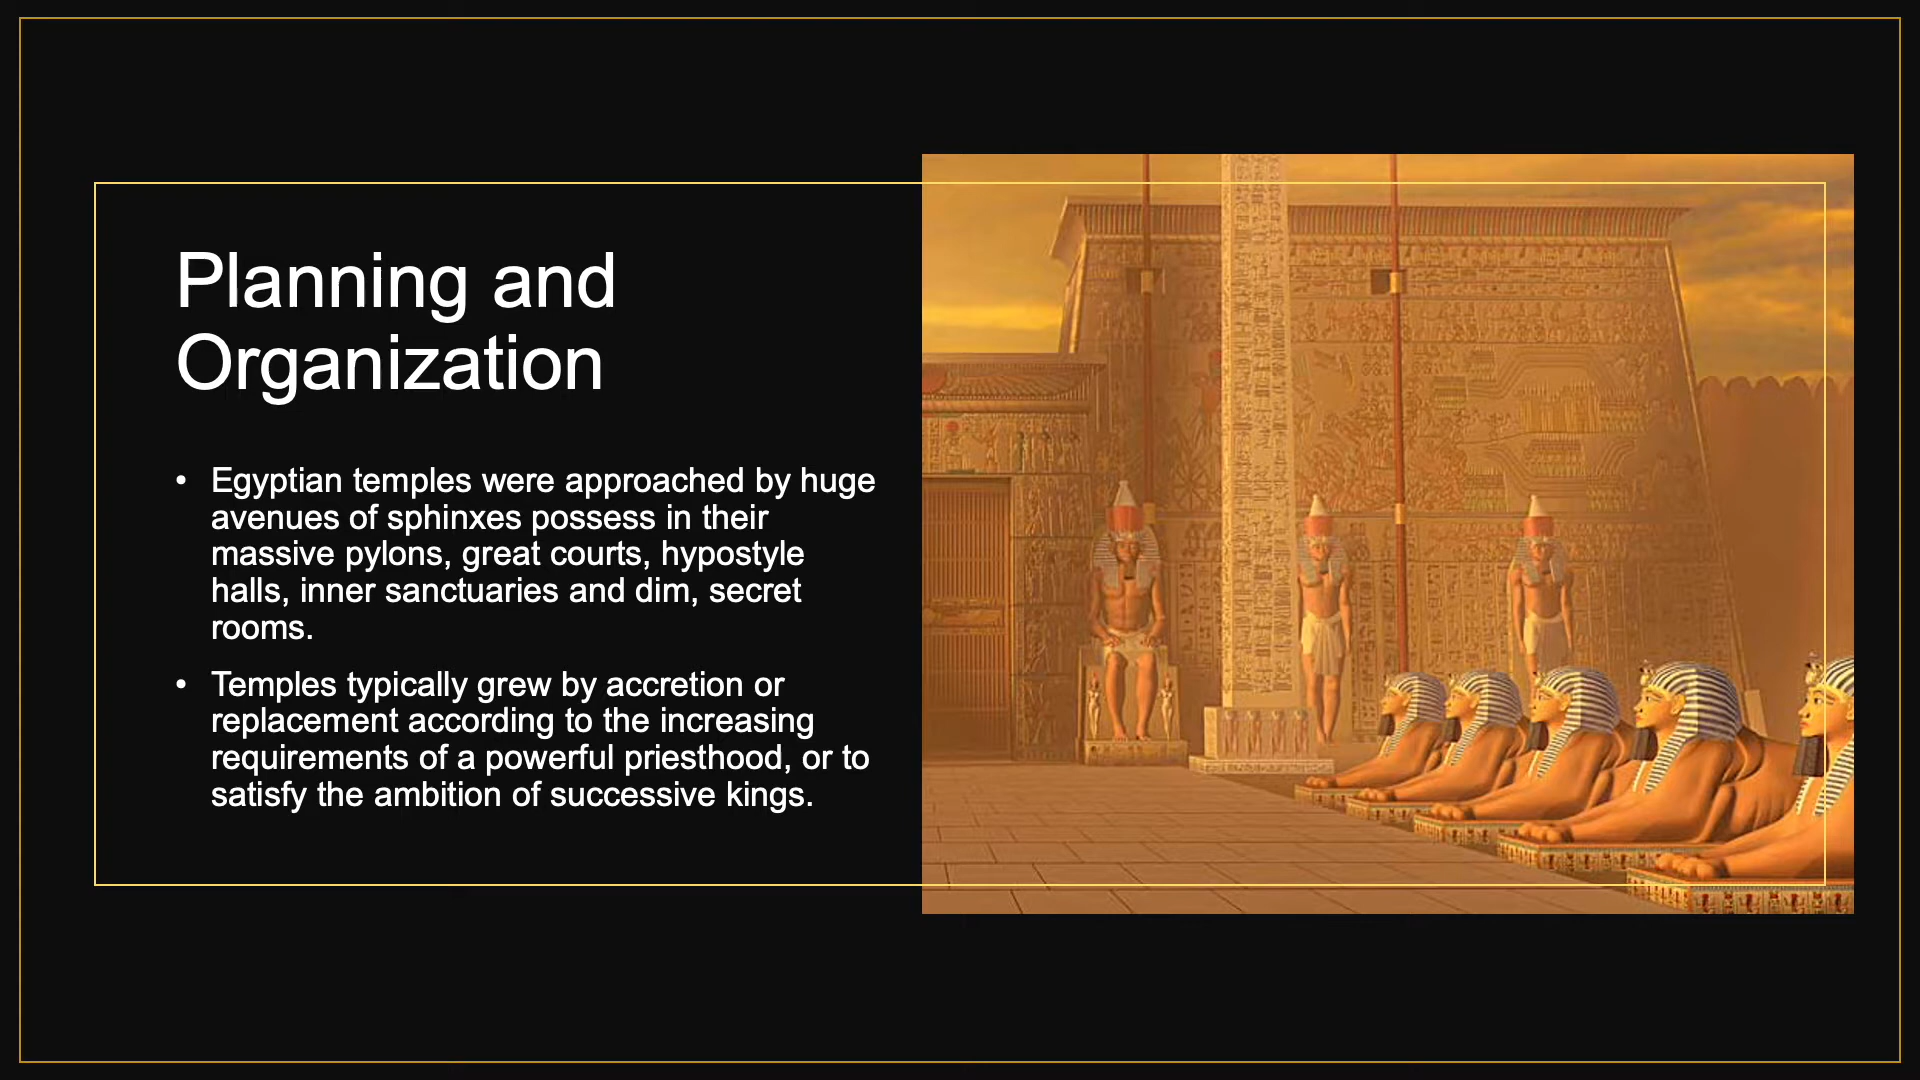 Planning and
Organization
• Egyptian temples were approached by huge
avenues of sphinxes possess in their
massive pylons, great courts, hypostyle
halls, inner sanctuaries and dim, secret
rooms.
• Temples typically grew by accretion or
replacement according to the increasing
requirements of a powerful priesthood, or to
satisfy the ambition of successive kings.